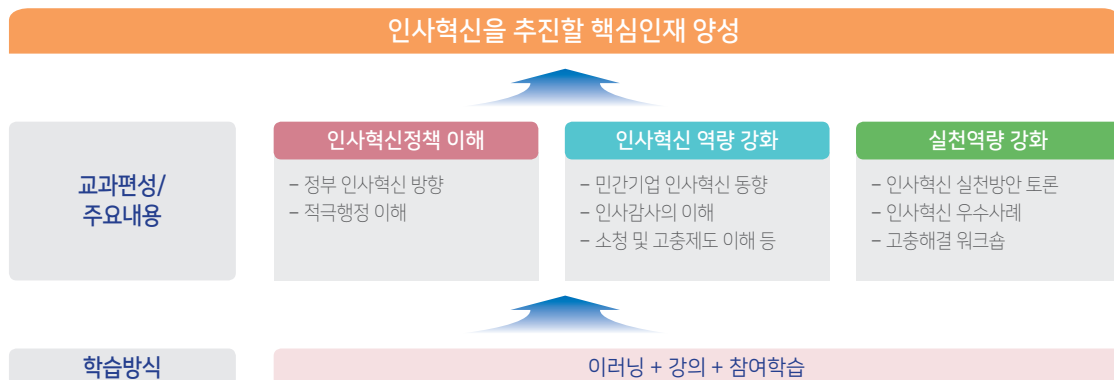 인사혁신을 추진할 핵심인재 양성
교과편성/
주요내용
인사혁신정책 이해
– 정부 인사혁신 방향
– 적극행정 이해
인사혁신 역량 강화
– 민간기업 인사혁신 동향
– 인사감사의 이해
– 소청 및 고충제도 이해 등
실천역량 강화
– 인사혁신 실천방안 토론
– 인사혁신 우수사례
– 고충해결 워크숍
학습방식
이러닝 + 강의 + 참여학습